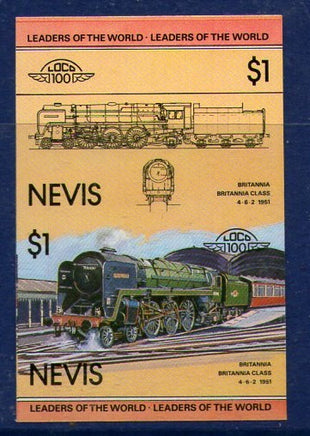 LEADERS OF THE WORLD · LEADERS OF THE WORLD
LOCO
100
$1
BRITANNIA
BRITANNIA CLASS
4-6-2 1951
NEVIS
$1
LOCO
100
BRITANNIA
BRITANNIA CLASS
4-6-2 1951
NEVIS
LEADERS OF THE WORLD · LEADERS OF THE WORLD